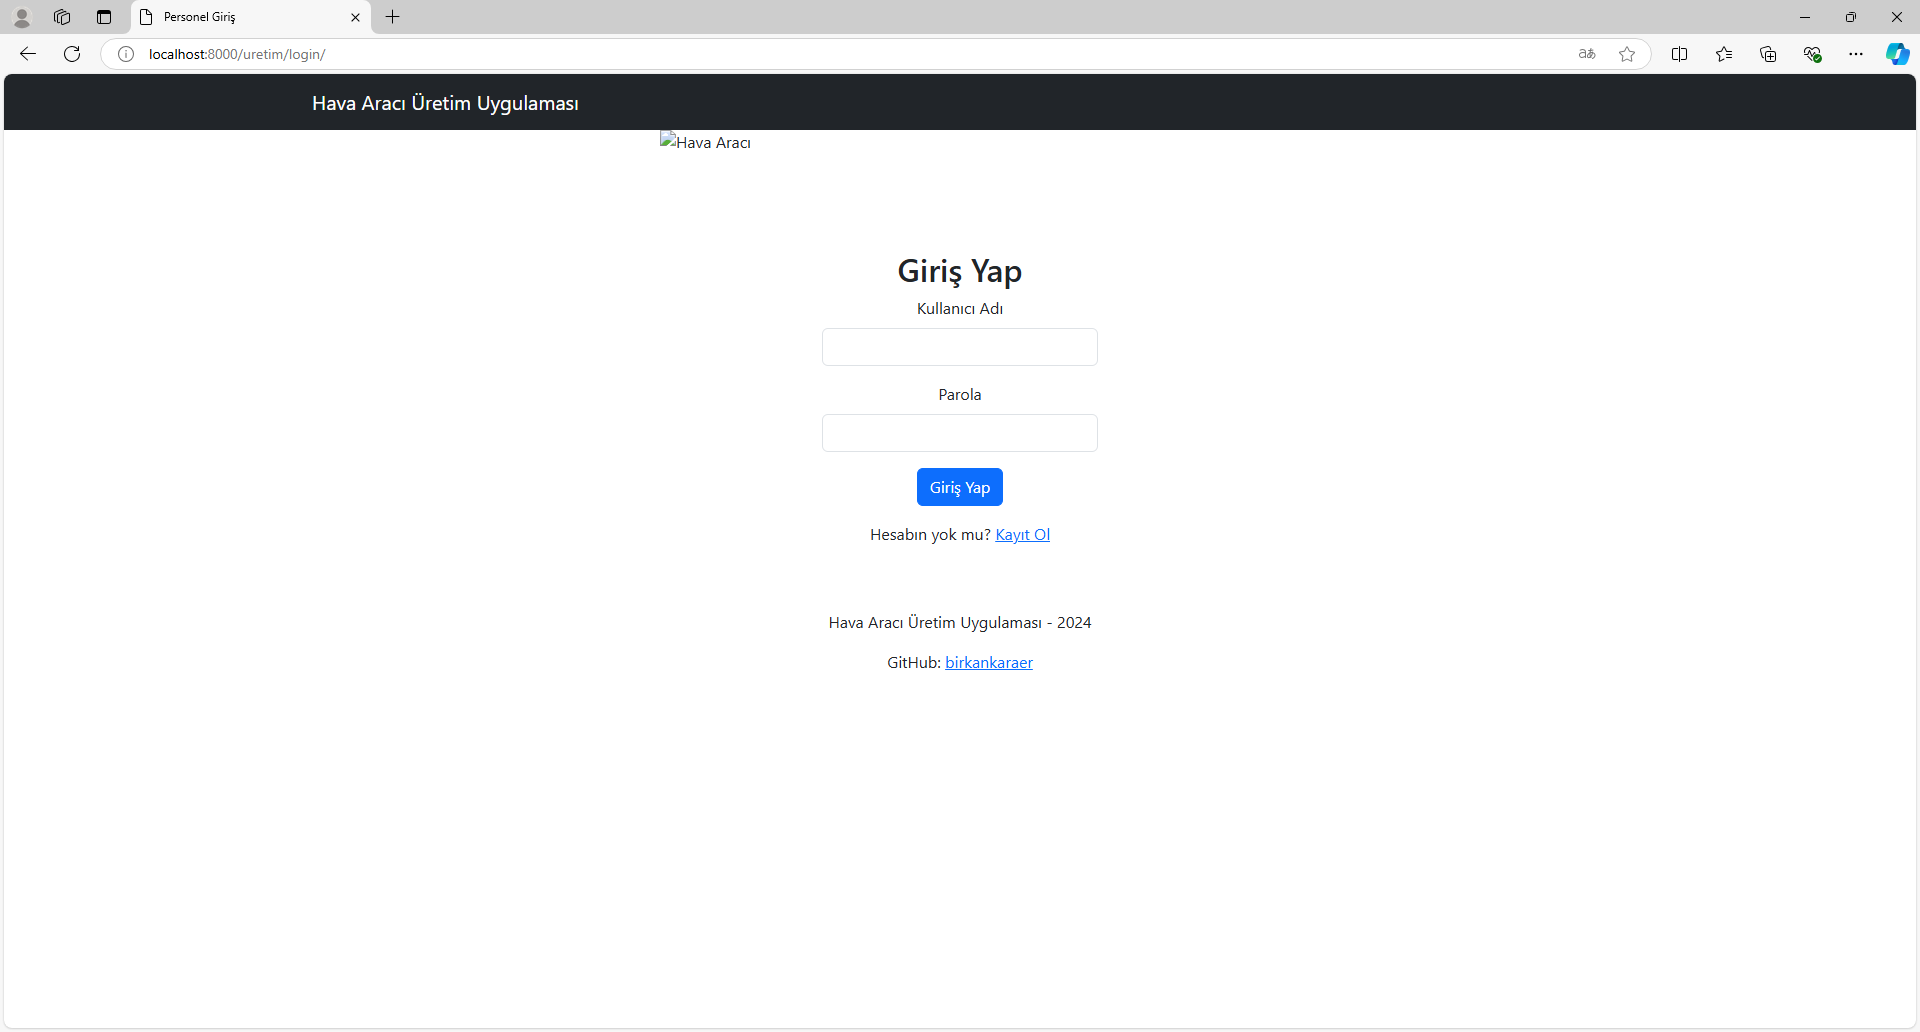 Personel Giriş
localhost:8000/uretim/login/
Hava Aracı Üretim Uygulaması
Hava Aracı
Giriş Yap
Kullanıcı Adı
Parola
Giriş Yap
Hesabın yok mu? Kayıt Ol
Hava Aracı Üretim Uygulaması - 2024
GitHub: birkankaraer